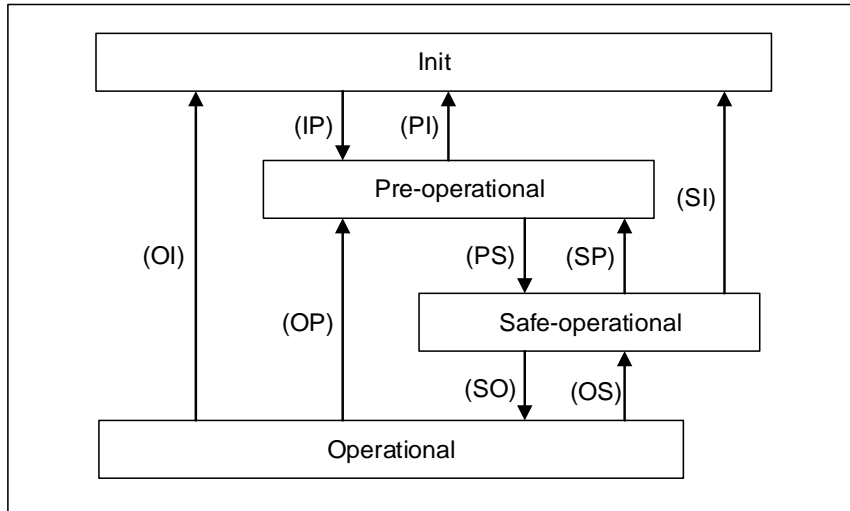 Init
(IP)
(PI)
Pre-operational
(SI)
(OI)
(PS)
(SP)
(OP)
Safe-operational
(SO)
(OS)
Operational